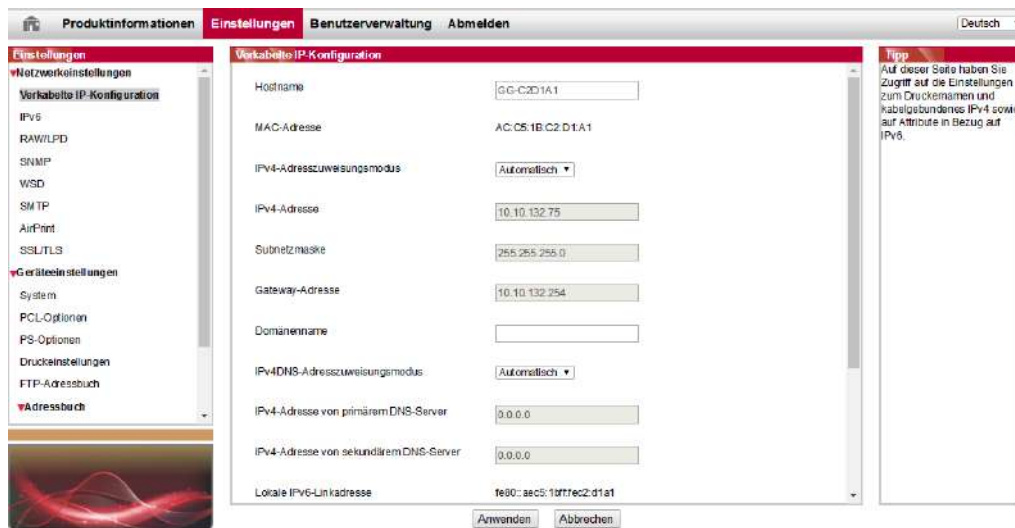 Produktinformationen Einstellungen Benutzerverwaltung Abmelden Deutsch
Einstellungen
Netzwerkeinstellungen
Verkabelte IP-Konfiguration
IPv6
RAW/LPD
SNMP
WSD
SMTP
AirPrint
SSL/TLS
Geräteeinstellungen
System
PCL-Optionen
PS-Optionen
Druckeinstellungen
FTP-Adressbuch
Adressbuch
Verkabelte IP-Konfiguration
Hostname GG-C2D1A1
MAC-Adresse AC:C5:1B:C2:D1:A1
IPv4-Adresszuweisungsmodus Automatisch
IPv4-Adresse 10.10.132.75
Subnetzmaske 255.255.255.0
Gateway-Adresse 10.10.132.254
Domänenname
IPv4DNS-Adresszuweisungsmodus Automatisch
IPv4-Adresse von primärem DNS-Server 0.0.0.0
IPv4-Adresse von sekundärem DNS-Server 0.0.0.0
Lokale IPv6-Linkadresse fe80::aec5:1bff:fec2:d1a1
Anwenden Abbrechen
Tipp
Auf dieser Seite haben Sie
Zugriff auf die Einstellungen
zum Druckernamen und
kabelgebundenes IPv4 sowie
auf Attribute in Bezug auf
IPv6.